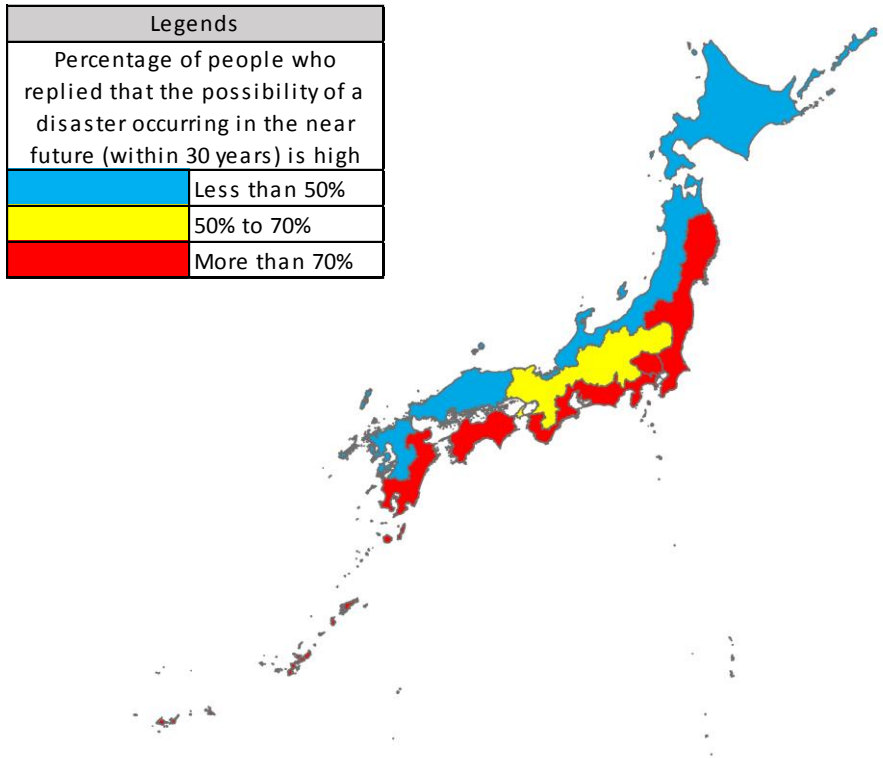 Legends
Percentage of people who
replied that the possibility of a
disaster occurring in the near
future (within 30 years) is high
Less than 50%
50% to 70%
More than 70%